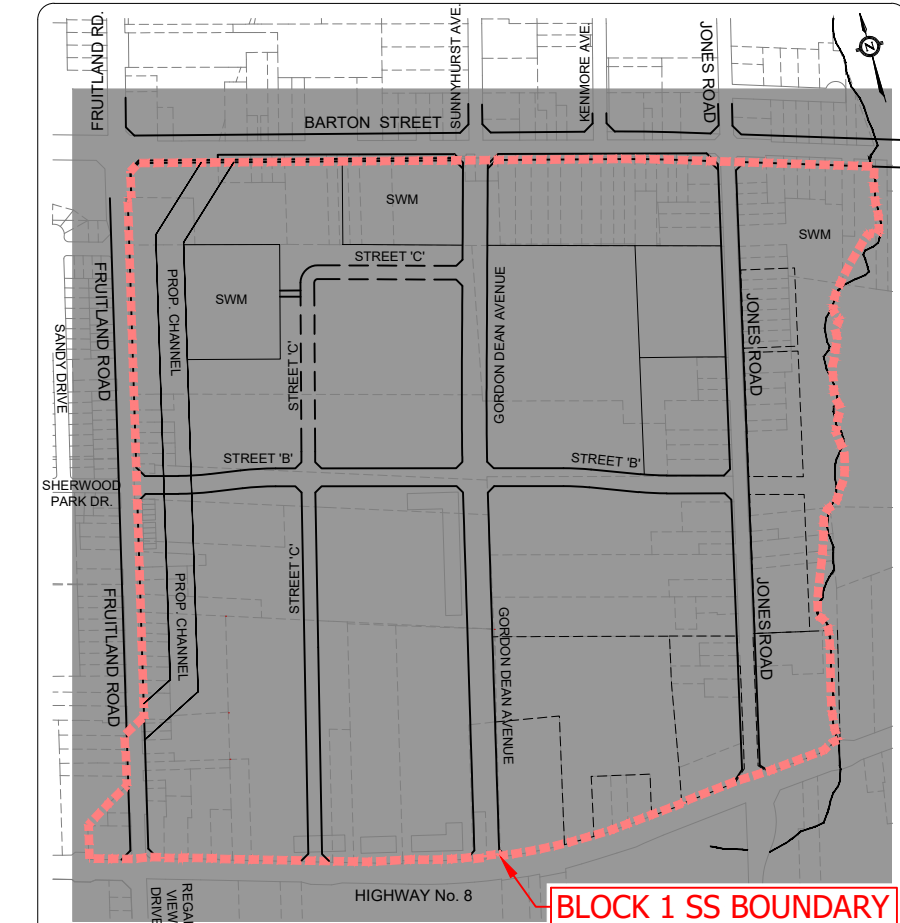 FRUITLAND RD.
SUNNYHURST AVE.
KENMORE AVE.
JONES ROAD
Z
BARTON STREET
SWM
SWM
STREET 'C'
SWM
FRUITLAND ROAD
PROP. CHANNEL
SANDY DRIVE
STREET 'C'
GORDON DEAN AVENUE
JONES ROAD
STREET 'B'
STREET 'B'
SHERWOOD
PARK DR.
FRUITLAND ROAD
PROP. CHANNEL
STREET 'C'
GORDON DEAN AVENUE
JONES ROAD
HIGHWAY No. 8
REGAL
VIEW
DRIVE
BLOCK 1 SS BOUNDARY